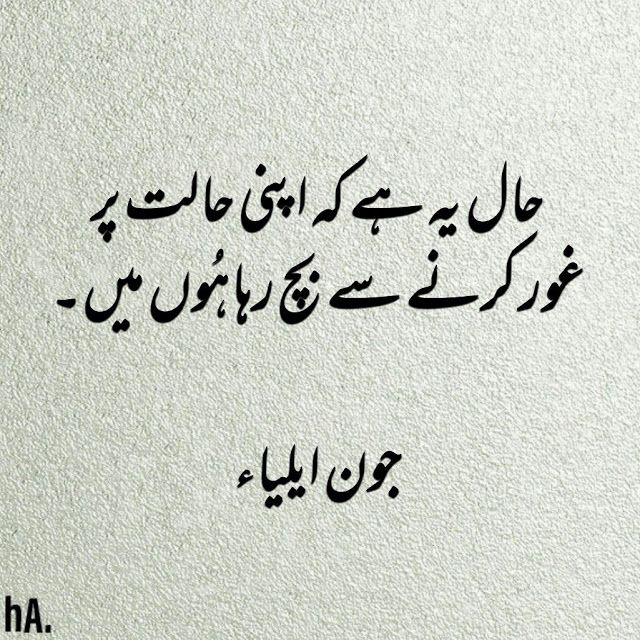 حال یہ ہے کہ اپنی حالت پر
غور کرنے سے بچ رہا ہُوں میں ۔
جون ایلیاء
hA.